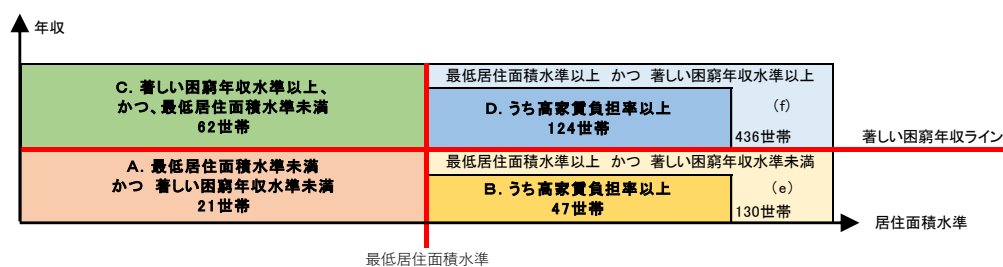 年収
C. 著しい困窮年収水準以上、
かつ、最低居住面積水準未満
62世帯
最低居住面積水準以上 かつ 著しい困窮年収水準以上
D. うち高家賃負担率以上
124世帯
(f)
436世帯
著しい困窮年収ライン
A. 最低居住面積水準未満
かつ 著しい困窮年収水準未満
21世帯
最低居住面積水準以上 かつ 著しい困窮年収水準未満
B. うち高家賃負担率以上
47世帯
(e)
130世帯
居住面積水準
最低居住面積水準